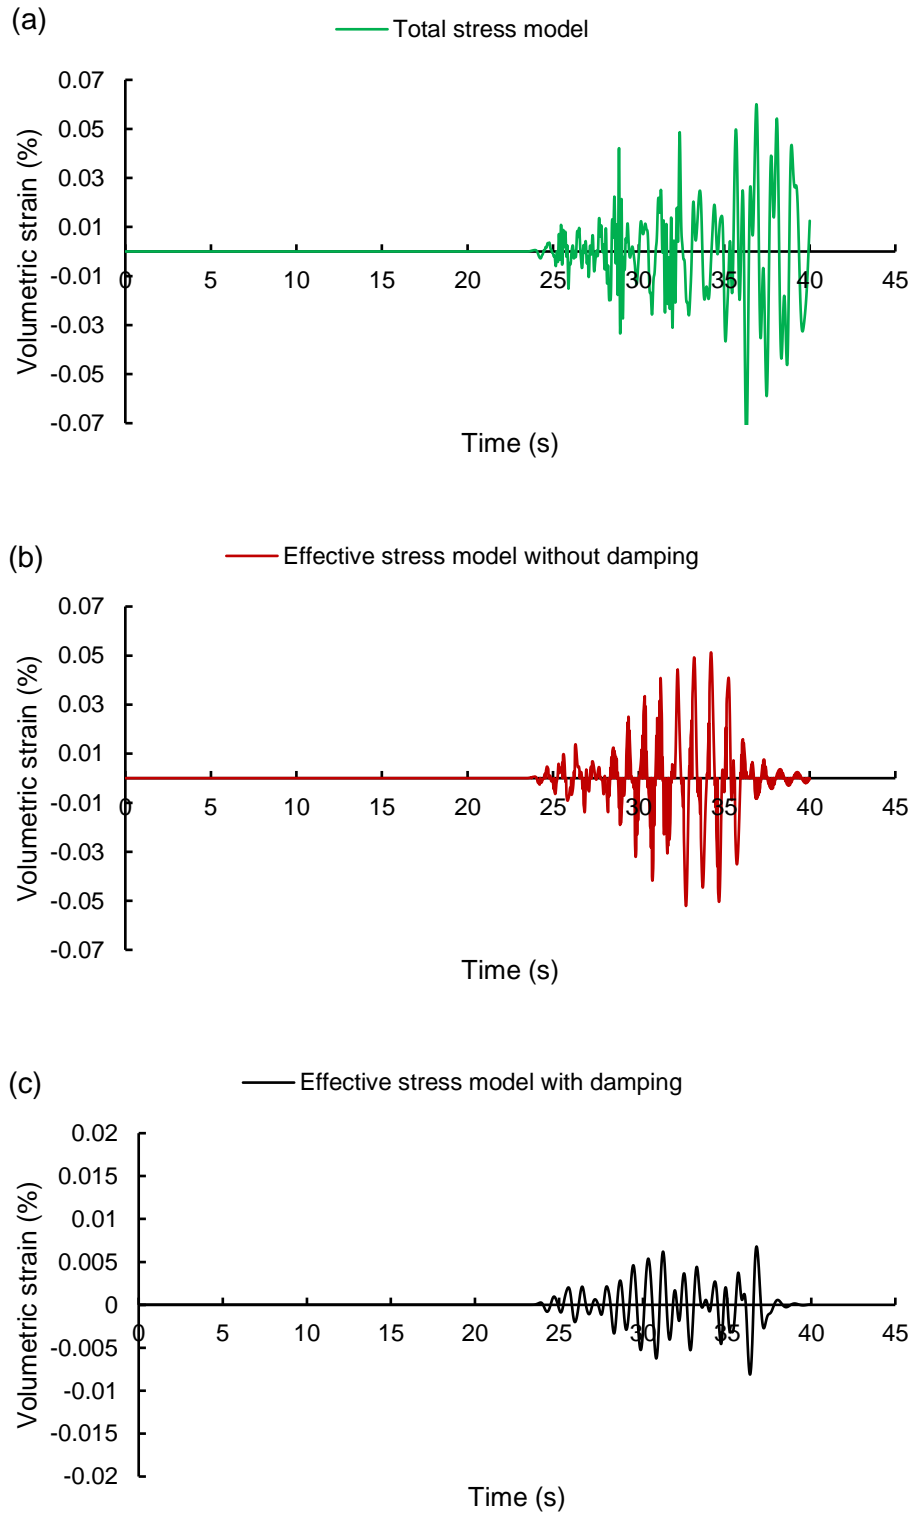 (a)
Total stress model
0.07
0.05
0.03
0.01
-0.01
-0.03
-0.05
-0.07
0 5 10 15 20 25 30 35 40 45
Volumetric strain (%)
Time (s)
(b)
Effective stress model without damping
0.07
0.05
0.03
0.01
-0.01
-0.03
-0.05
-0.07
0 5 10 15 20 25 30 35 40 45
Volumetric strain (%)
Time (s)
(c)
Effective stress model with damping
0.02
0.015
0.01
0.005
0
-0.005
-0.01
-0.015
-0.02
0 5 10 15 20 25 30 35 40 45
Volumetric strain (%)
Time (s)